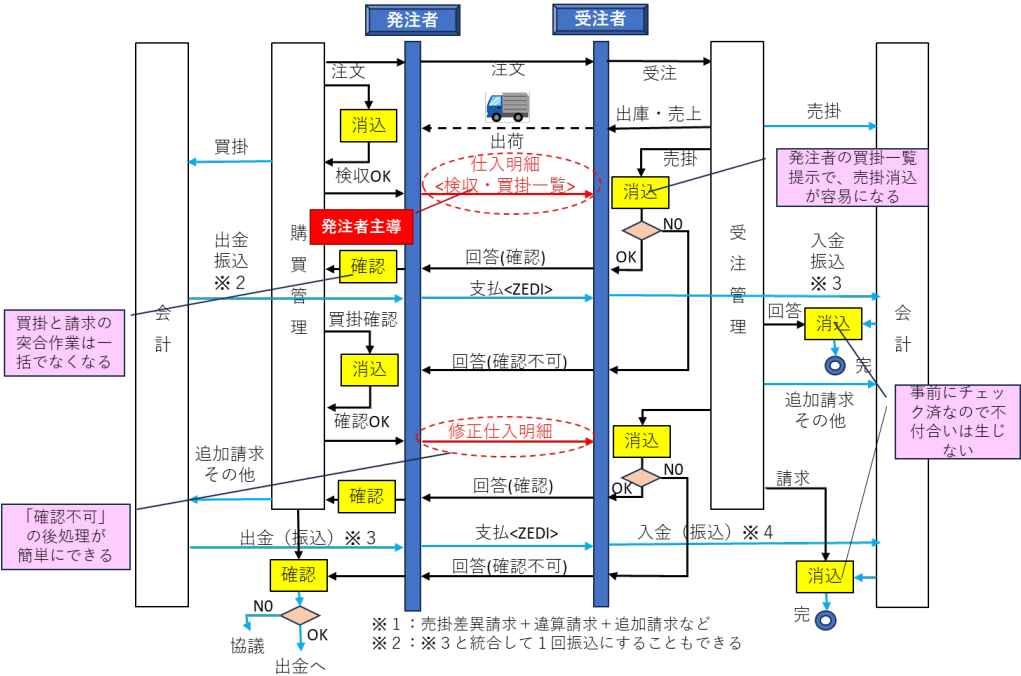 発注者
受注者
注文
注文
受注
消込
出荷
出庫・売上
売掛
買掛
検収OK
仕入明細
<検収・買掛一覧>
売掛
消込
発注者の買掛一覧
提示で、売掛消込
が容易になる
発注者主導
N0
OK
出金
振込
※２
購買管理
確認
回答(確認)
受注管理
入金
振込
※３
支払<ZEDI>
買掛と請求の
突合作業は一
括でなくなる
会計
買掛確認
回答
消込
会計
消込
回答(確認不可)
完
確認OK
追加請求
その他
事前にチェッ
ク済なので不
付合いは生じ
ない
修正仕入明細
消込
追加請求
その他
N0
OK
確認
回答(確認)
請求
「確認不可」
の後処理が
簡単にできる
出金（振込）※３
支払<ZEDI>
入金（振込）※４
確認
回答(確認不可)
消込
N0
OK
協議
出金へ
完
※１：売掛差異請求＋違算請求＋追加請求など
※２：※３と統合して１回振込にすることもできる